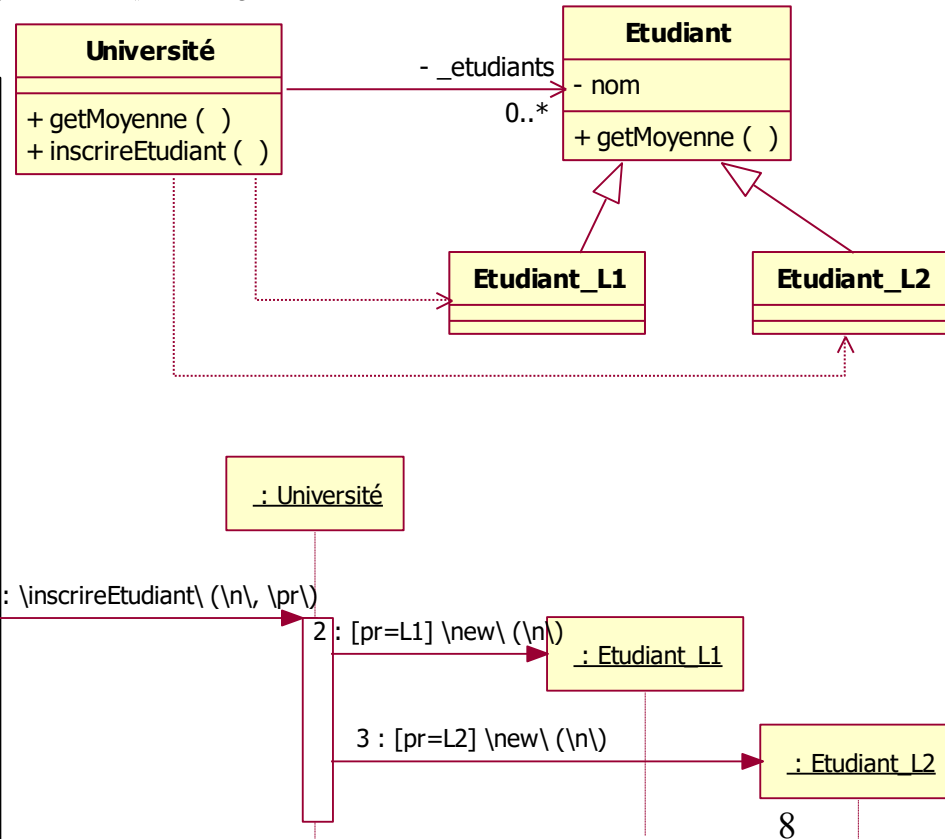 Université
+ getMoyenne ( )
+ inscrireEtudiant ( )
- _etudiants
0..*
Etudiant
- nom
+ getMoyenne ( )
Etudiant_L1
Etudiant_L2
: Université
: \inscrireEtudiant\ (\n\, \pr\)
2 : [pr=L1] \new\ (\n\)
: Etudiant_L1
3 : [pr=L2] \new\ (\n\)
: Etudiant_L2
8